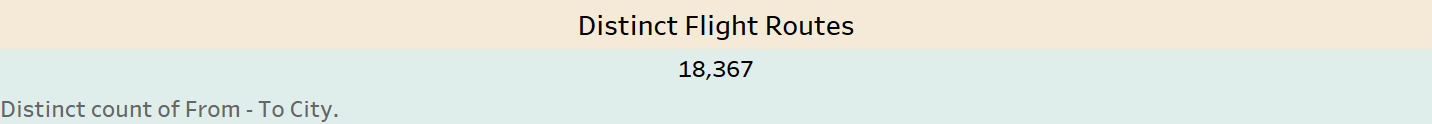 Distinct Flight Routes
18,367
Distinct count of From - To City.